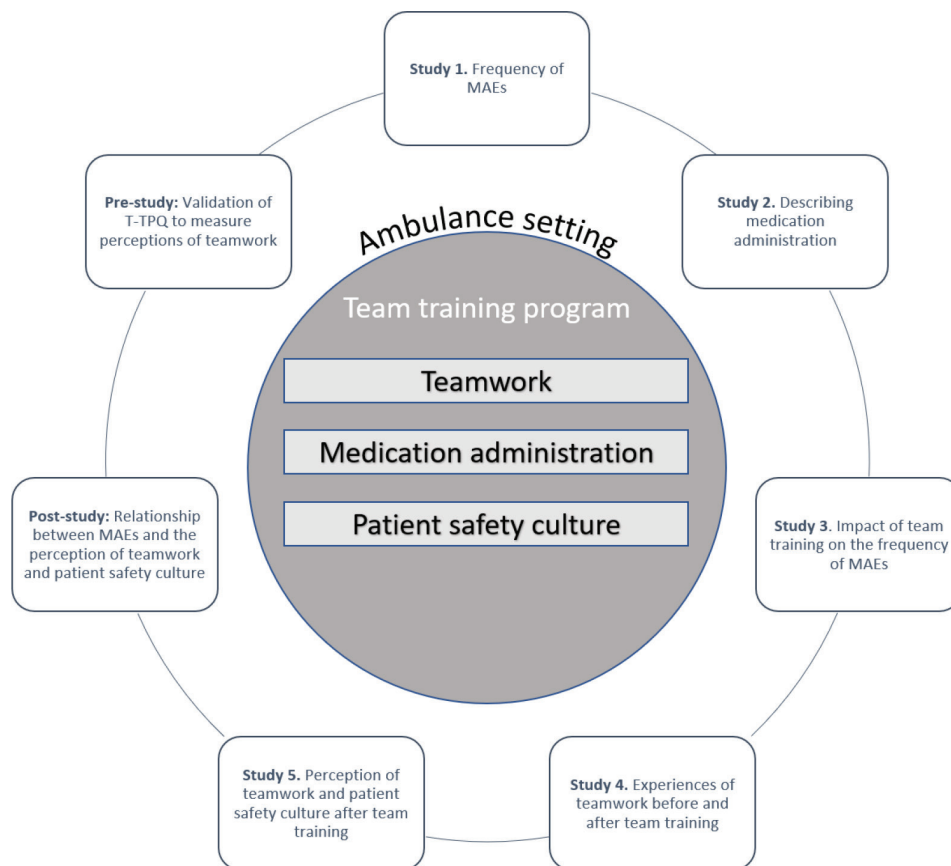 Study 1. Frequency of
MAEs
Pre-study: Validation of
T-TPQ to measure
perceptions of teamwork
Study 2. Describing
medication
administration
Ambulance setting
Team training program
Teamwork
Medication administration
Patient safety culture
Post-study: Relationship
between MAEs and the
perception of teamwork
and patient safety culture
Study 3. Impact of team
training on the frequency
of MAEs
Study 5. Perception of
teamwork and patient
safety culture after team
training
Study 4. Experiences of
teamwork before and
after team training